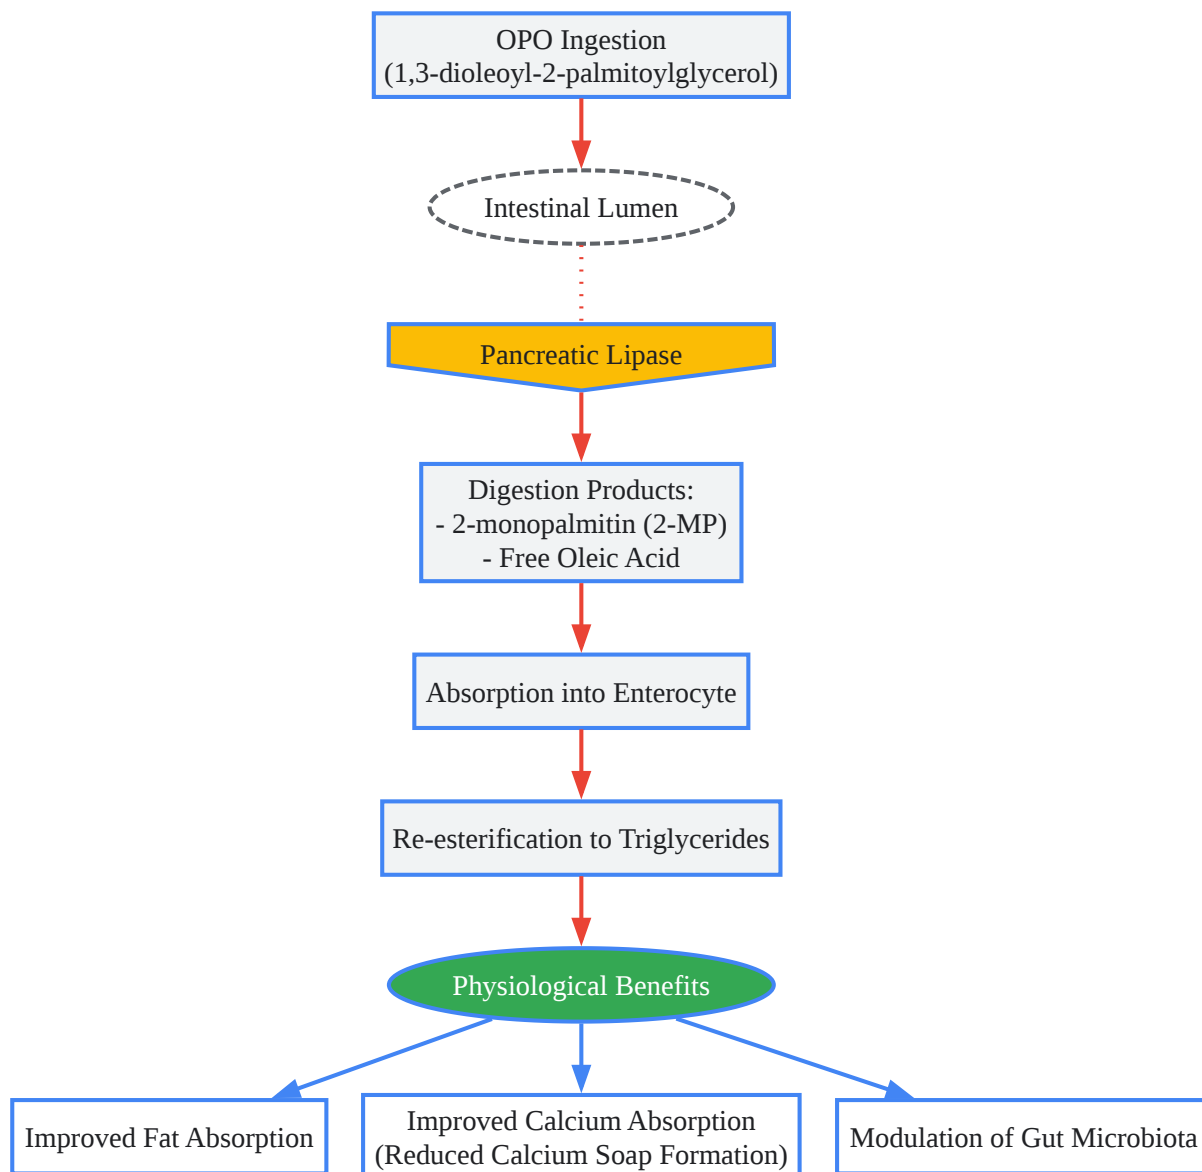 OPO Ingestion
(1,3-dioleoyl-2-palmitoylglycerol)
Intestinal Lumen
Pancreatic Lipase
Digestion Products:
- 2-monopalmitin (2-MP)
- Free Oleic Acid
Absorption into Enterocyte
Re-esterification to Triglycerides
Physiological Benefits
Improved Fat Absorption
Improved Calcium Absorption
(Reduced Calcium Soap Formation)
Modulation of Gut Microbiota